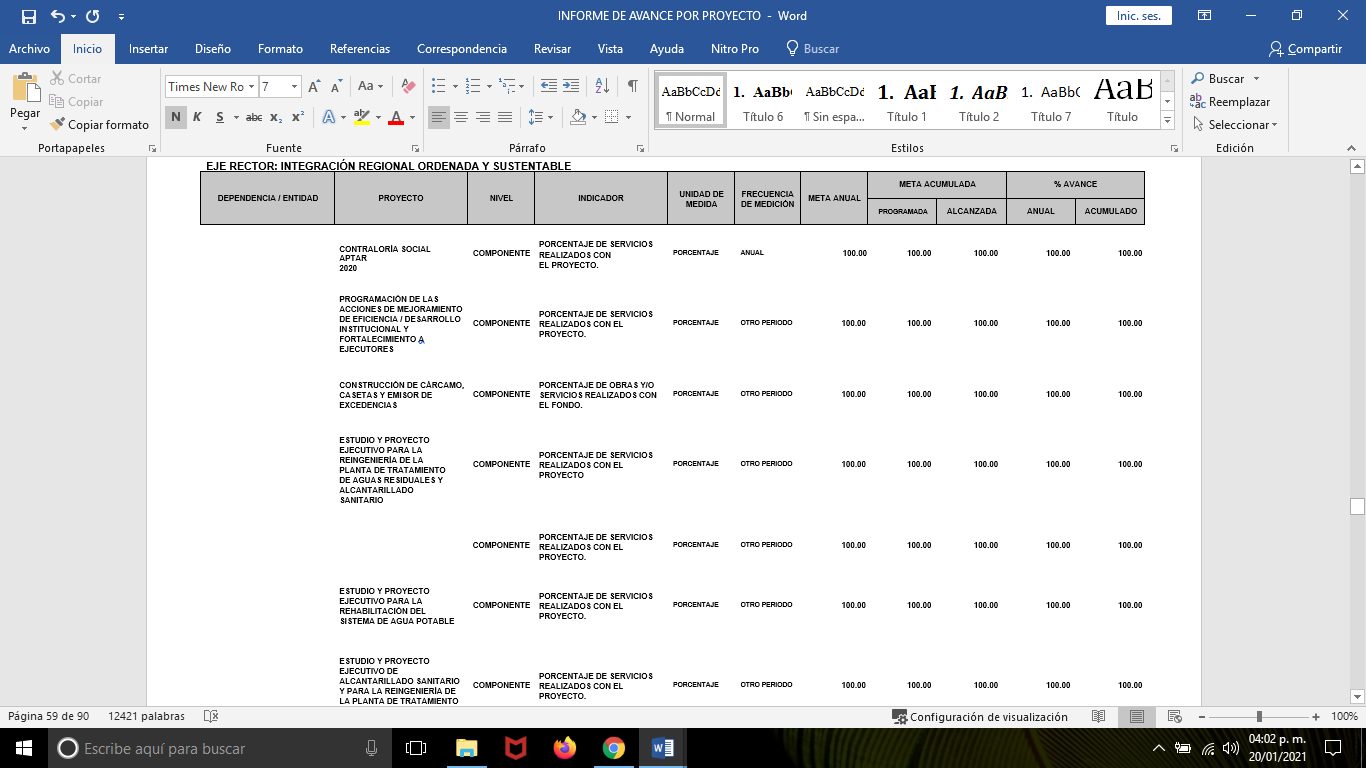 INFORME DE AVANCE POR PROYECTO - Word
Inic. ses.
Archivo Inicio Insertar Diseño Formato Referencias Correspondencia Revisar Vista Ayuda Nitro Pro Buscar Compartir
Pegar
Cortar
Copiar
Copiar formato
Portapapeles
Times New Ro 7
Aa
N K S abc x₂ x² A A
Fuente
Párrafo
AaBbCcDd
¶ Normal
1. AaBb(
Título 6
AaBbCcDd
¶ Sin espa...
1. AaB
Título 1
1. AaB
Título 2
1. AaBb(
Título 7
AaB
Título
Estilos
Buscar
Reemplazar
Seleccionar
Edición
EJE RECTOR: INTEGRACIÓN REGIONAL ORDENADA Y SUSTENTABLE
DEPENDENCIA / ENTIDAD
PROYECTO
NIVEL
INDICADOR
UNIDAD DE
MEDIDA
FRECUENCIA
DE MEDICIÓN
META ANUAL
META ACUMULADA
PROGRAMADA ALCANZADA
% AVANCE
ANUAL ACUMULADO
CONTRALORÍA SOCIAL
APTAR
2020
COMPONENTE
PORCENTAJE DE SERVICIOS
REALIZADOS CON
EL PROYECTO.
PORCENTAJE ANUAL 100.00 100.00 100.00 100.00 100.00
PROGRAMACIÓN DE LAS
ACCIONES DE MEJORAMIENTO
DE EFICIENCIA / DESARROLLO
INSTITUCIONAL Y
FORTALECIMIENTO A
EJECUTORES
COMPONENTE
PORCENTAJE DE SERVICIOS
REALIZADOS CON EL
PROYECTO.
PORCENTAJE OTRO PERIODO 100.00 100.00 100.00 100.00 100.00
CONSTRUCCIÓN DE CÁRCAMO,
CASETAS Y EMISOR DE
EXCEDENCIAS
COMPONENTE
PORCENTAJE DE OBRAS Y/O
SERVICIOS REALIZADOS CON
EL FONDO.
PORCENTAJE OTRO PERIODO 100.00 100.00 100.00 100.00 100.00
ESTUDIO Y PROYECTO
EJECUTIVO PARA LA
REINGENIERÍA DE LA
PLANTA DE TRATAMIENTO
DE AGUAS RESIDUALES Y
ALCANTARILLADO
SANITARIO
COMPONENTE
PORCENTAJE DE SERVICIOS
REALIZADOS CON EL
PROYECTO
PORCENTAJE OTRO PERIODO 100.00 100.00 100.00 100.00 100.00
COMPONENTE
PORCENTAJE DE SERVICIOS
REALIZADOS CON EL
PROYECTO.
PORCENTAJE OTRO PERIODO 100.00 100.00 100.00 100.00 100.00
ESTUDIO Y PROYECTO
EJECUTIVO PARA LA
REHABILITACIÓN DEL
SISTEMA DE AGUA POTABLE
COMPONENTE
PORCENTAJE DE SERVICIOS
REALIZADOS CON EL
PROYECTO.
PORCENTAJE OTRO PERIODO 100.00 100.00 100.00 100.00 100.00
ESTUDIO Y PROYECTO
EJECUTIVO DE
ALCANTARILLADO SANITARIO
Y PARA LA REINGENIERÍA DE
LA PLANTA DE TRATAMIENTO
COMPONENTE
PORCENTAJE DE SERVICIOS
REALIZADOS CON EL
PROYECTO.
PORCENTAJE OTRO PERIODO 100.00 100.00 100.00 100.00 100.00
Página 59 de 90 12421 palabras Configuración de visualización 100%
Escribe aquí para buscar
04:02 p. m.
20/01/2021